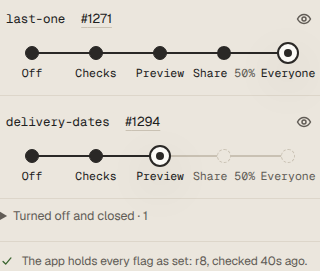 last-one #1271
Off Checks Preview Share 50% Everyone
delivery-dates #1294
Off Checks Preview Share 50% Everyone
Turned off and closed · 1
The app holds every flag as set: r8, checked 40s ago.